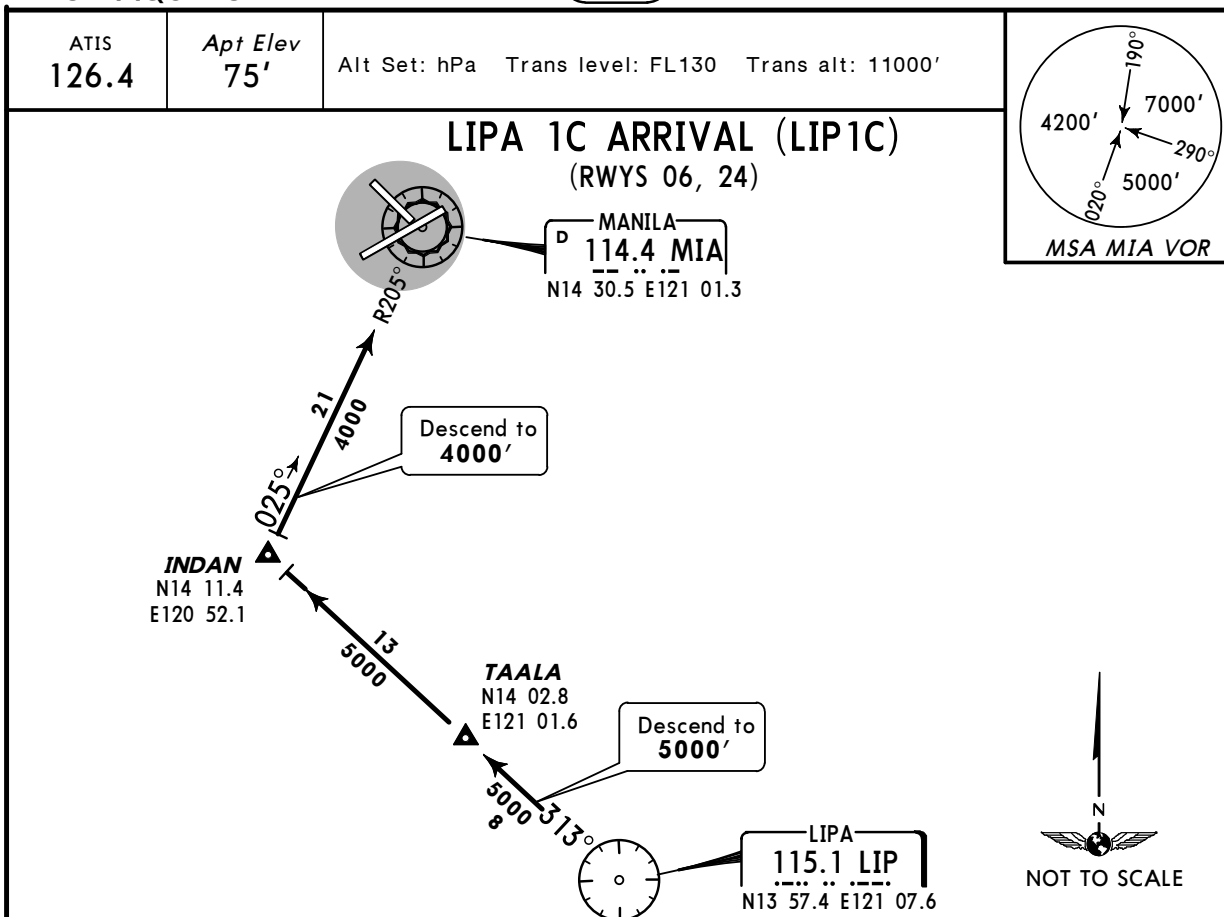 ATIS
126.4
Apt Elev
75'
Alt Set: hPa Trans level: FL130 Trans alt: 11000'
190°
4200'
7000'
290°
5000'
020°
MSA MIA VOR
LIPA 1C ARRIVAL (LIP1C)
(RWYS 06, 24)
MANILA
D 114.4 MIA
N14 30.5 E121 01.3
R205°
21
4000
Descend to
4000'
025°
INDAN
N14 11.4
E120 52.1
13
5000
TAALA
N14 02.8
E121 01.6
Descend to
5000'
5000
8
313°
LIPA
115.1 LIP
N13 57.4 E121 07.6
N
NOT TO SCALE